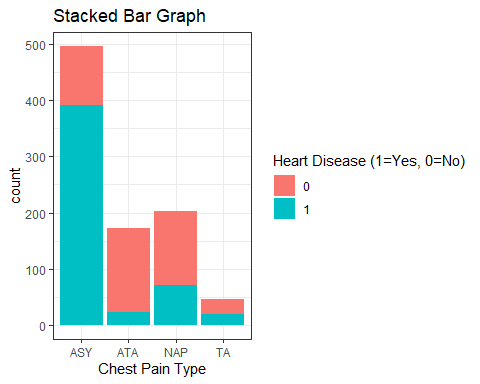 Stacked Bar Graph
500
400
300
200
100
0
count
ASY ATA NAP TA
Chest Pain Type
Heart Disease (1=Yes, 0=No)
0
1